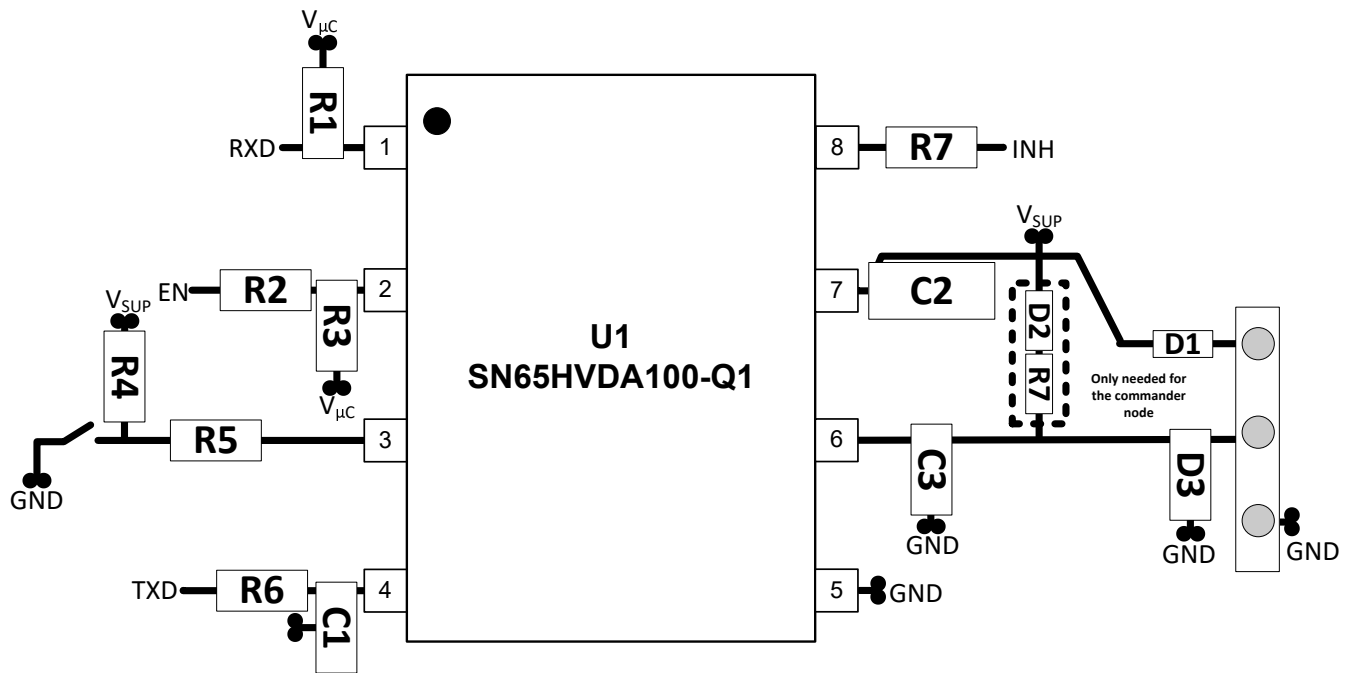 VµC
R1
RXD
1
8
R7
INH
VSUP
EN
R2
2
R3
VµC
7
C2
D2
R7
D1
Only needed for
the commander
node
U1
SN65HVDA100-Q1
VSUP
R4
R5
3
GND
6
C3
GND
D3
GND
GND
TXD
R6
4
C1
5
GND